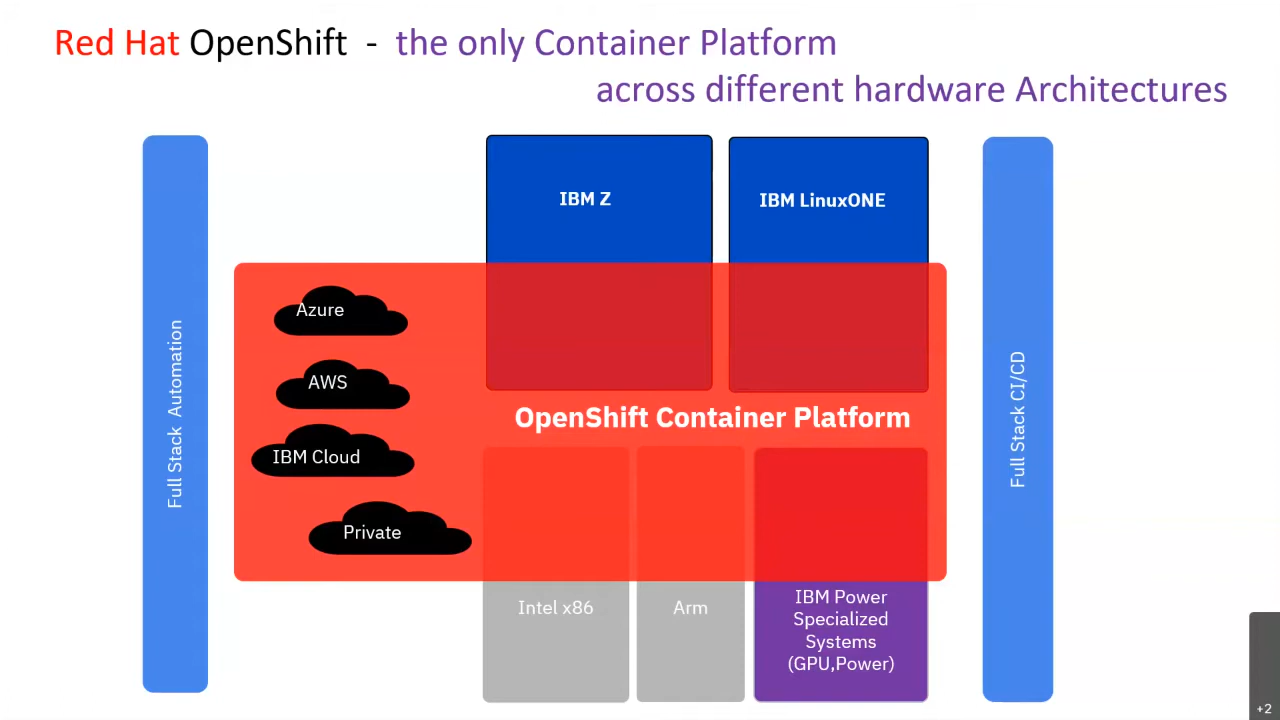 Red Hat OpenShift - the only Container Platform
across different hardware Architectures
Full Stack Automation
IBM Z
IBM LinuxONE
Azure
AWS
IBM Cloud
Private
OpenShift Container Platform
Intel x86
Arm
IBM Power
Specialized
Systems
(GPU,Power)
Full Stack CI/CD
+2